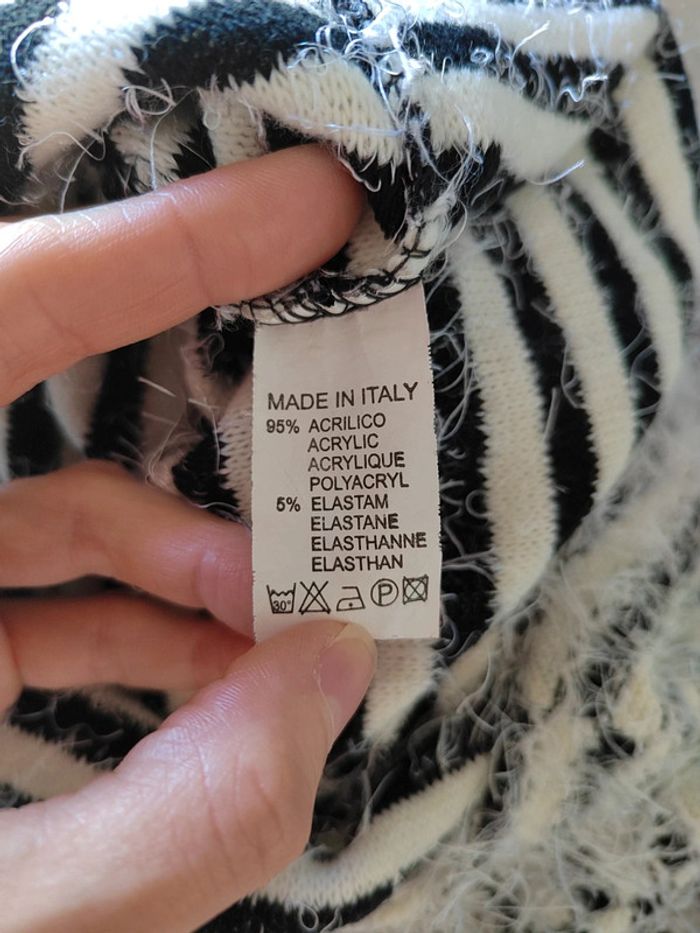 MADE IN ITALY
95% ACRILICO
ACRYLIC
ACRYLIQUE
POLYACRYL
5% ELASTAM
ELASTANE
ELASTHANNE
ELASTHAN
30° P